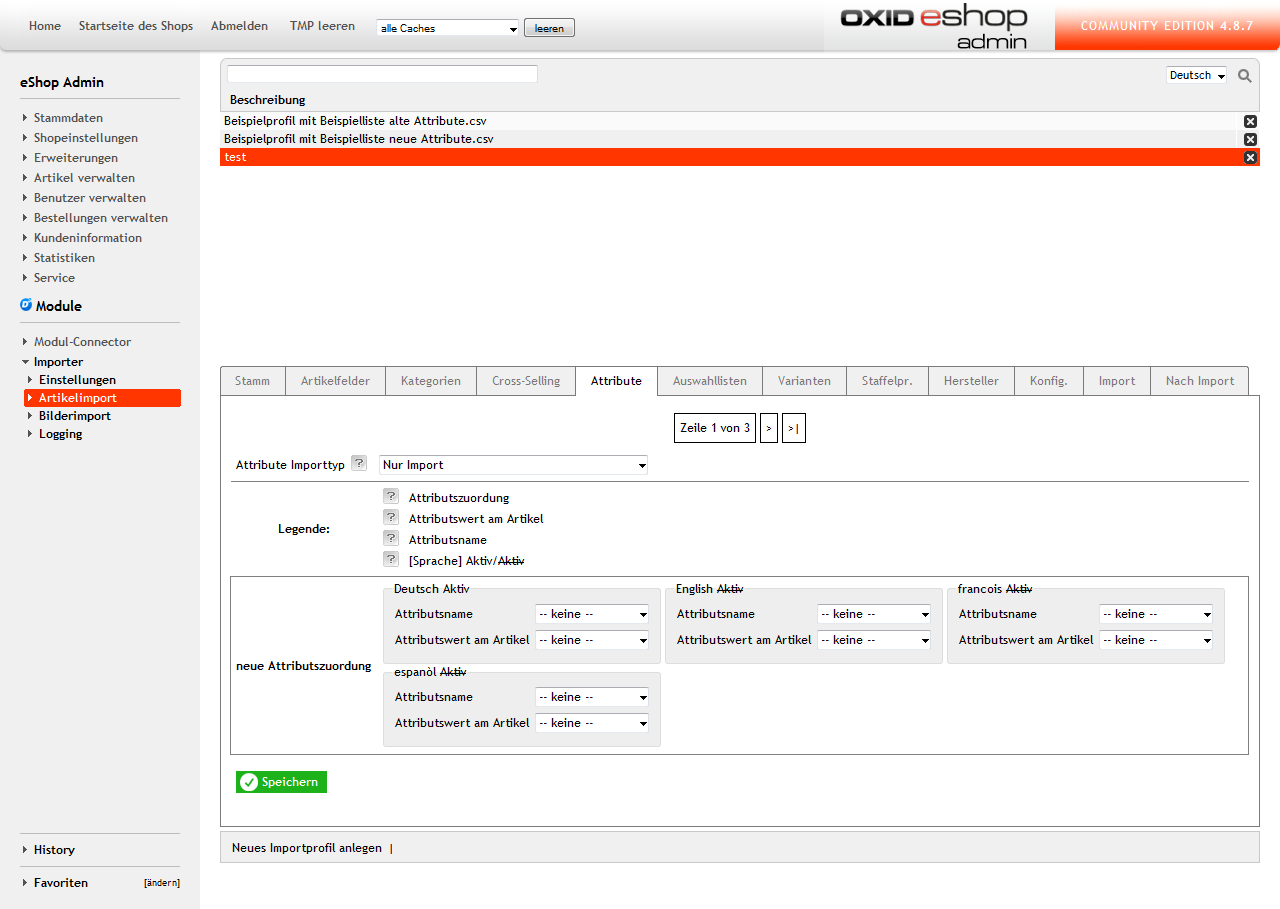 Home Startseite des Shops Abmelden TMP leeren alle Caches leeren
OXID eshop
admin
COMMUNITY EDITION 4.8.7
eShop Admin
Stammdaten
Shopeinstellungen
Erweiterungen
Artikel verwalten
Benutzer verwalten
Bestellungen verwalten
Kundeninformation
Statistiken
Service
Module
Modul-Connector
Importer
Einstellungen
Artikelimport
Bilderimport
Logging
History
Favoriten [ändern]
Deutsch
Beschreibung
Beispielprofil mit Beispielliste alte Attribute.csv
Beispielprofil mit Beispielliste neue Attribute.csv
test
Stamm Artikelfelder Kategorien Cross-Selling Attribute Auswahllisten Varianten Staffelpr. Hersteller Konfig. Import Nach Import
Zeile 1 von 3 > >|
Attribute Importtyp ? Nur Import
Legende:
? Attributszuordung
? Attributswert am Artikel
? Attributsname
? [Sprache] Aktiv/Aktiv
neue Attributszuordung
Deutsch Aktiv
Attributsname -- keine --
Attributswert am Artikel -- keine --
English Aktiv
Attributsname -- keine --
Attributswert am Artikel -- keine --
francois Aktiv
Attributsname -- keine --
Attributswert am Artikel -- keine --
espanòl Aktiv
Attributsname -- keine --
Attributswert am Artikel -- keine --
Speichern
Neues Importprofil anlegen |